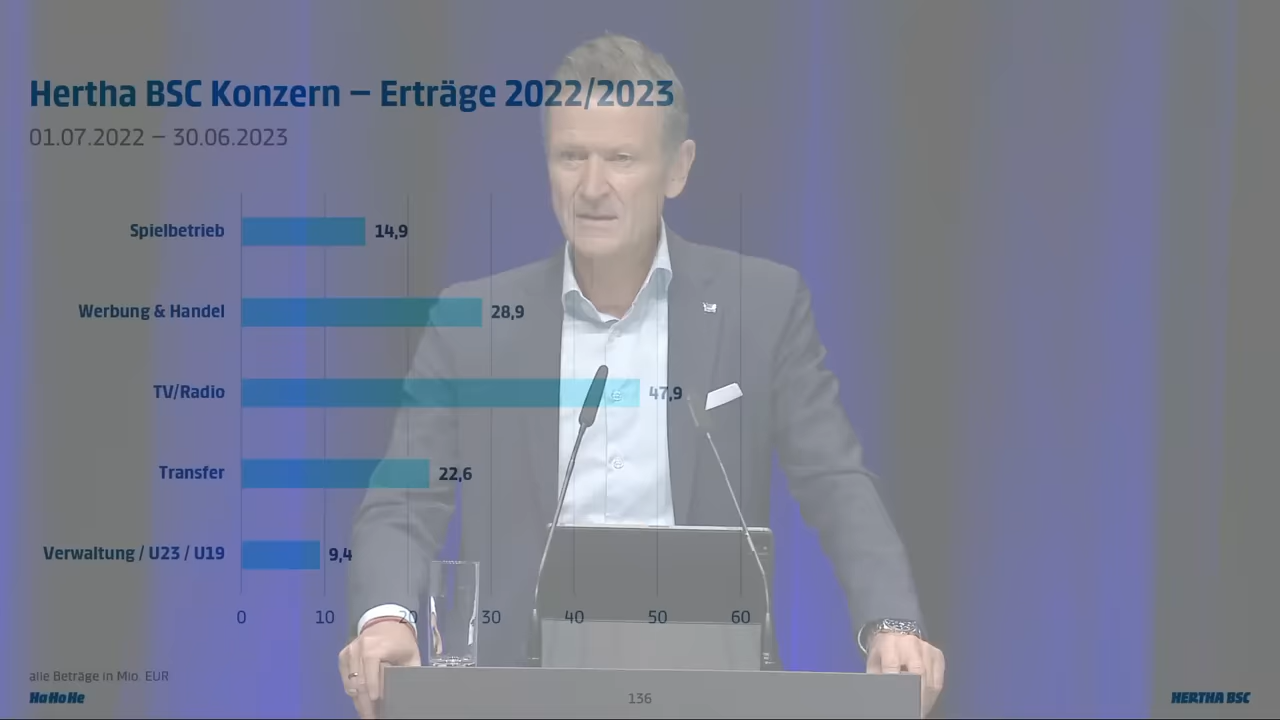 Hertha BSC Konzern – Erträge 2022/2023
01.07.2022 – 30.06.2023
Spielbetrieb 14,9
Werbung & Handel 28,9
TV/Radio 47,9
Transfer 22,6
Verwaltung / U23 / U19 9,4
0 10 20 30 40 50 60
alle Beträge in Mio. EUR
HaHoHe 136 HERTHA BSC